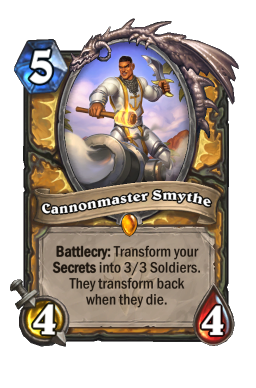 5
Cannonmaster Smythe
Battlecry: Transform your
Secrets into 3/3 Soldiers.
They transform back
when they die.
4
4